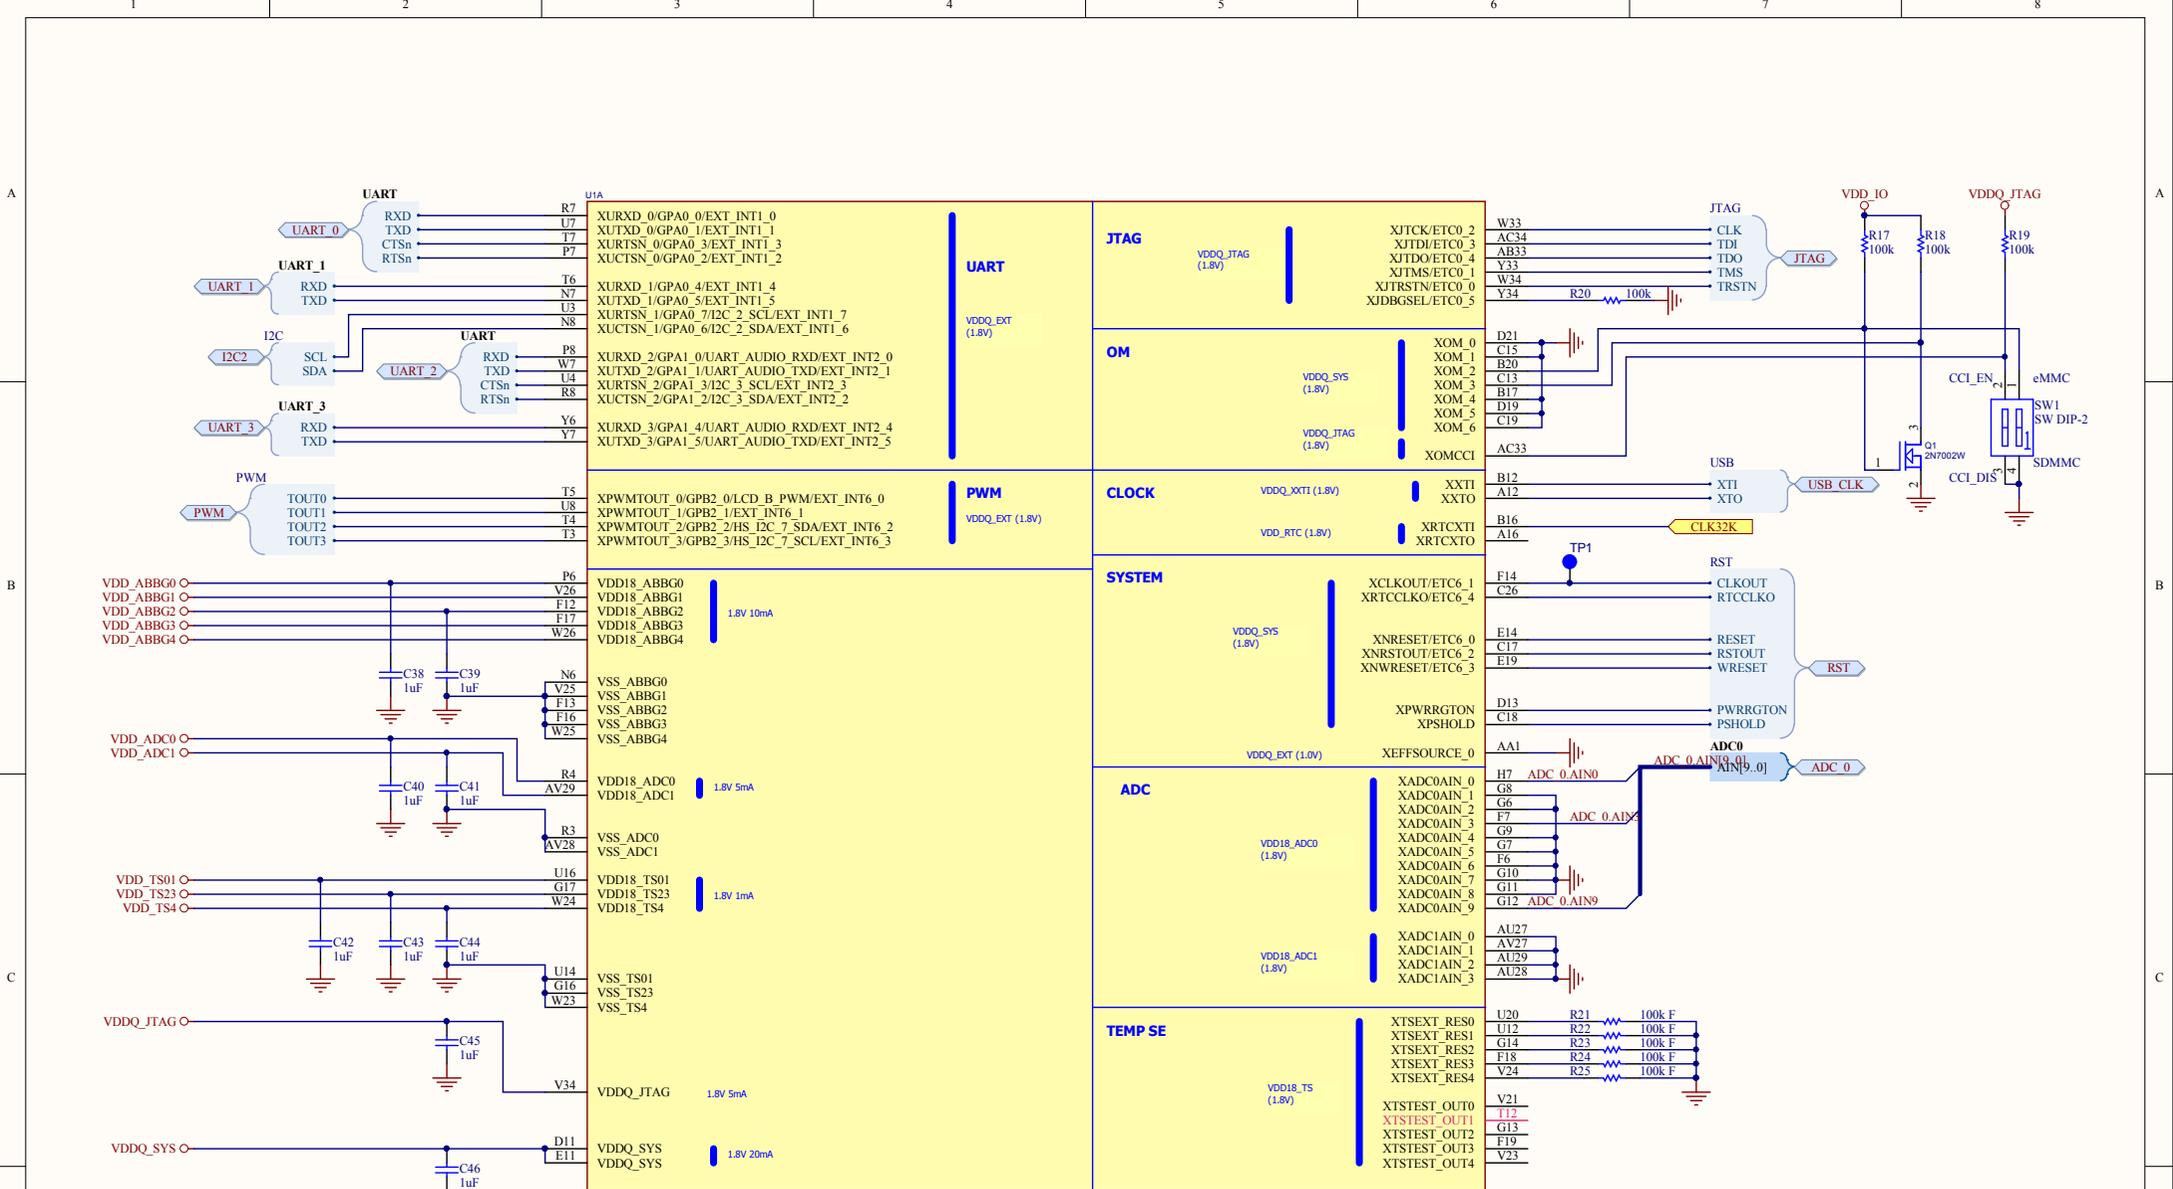 1 2 3 4 5 6 7 8
A
B
C
A
B
C
UART
UART_0
RXD R7
TXD U7
CTSn T7
RTSn P7
UART_1
UART_1
RXD T6
TXD N7
U3
N8
I2C
I2C2
SCL
SDA
UART
UART_2
RXD P8
TXD W7
CTSn U4
RTSn R8
UART_3
UART_3
RXD Y6
TXD Y7
PWM
PWM
TOUT0 T5
TOUT1 U8
TOUT2 T4
TOUT3 T3
VDD_ABBG0 P6
VDD_ABBG1 V26
VDD_ABBG2 F12
VDD_ABBG3 F17
VDD_ABBG4 W26
C38
1uF
C39
1uF
N6
V25
F13
F16
W25
VDD_ADC0
VDD_ADC1
R4
AV29
C40
1uF
C41
1uF
R3
AV28
VDD_TS01 U16
VDD_TS23 G17
VDD_TS4 W24
C42
1uF
C43
1uF
C44
1uF
U14
G16
W23
VDDQ_JTAG
C45
1uF
V34
VDDQ_SYS D11
E11
C46
1uF
U1A
XURXD_0/GPA0_0/EXT_INT1_0
XUTXD_0/GPA0_1/EXT_INT1_1
XURTSN_0/GPA0_3/EXT_INT1_3
XUCTSN_0/GPA0_2/EXT_INT1_2
XURXD_1/GPA0_4/EXT_INT1_4
XUTXD_1/GPA0_5/EXT_INT1_5
XURTSN_1/GPA0_7/I2C_2_SCL/EXT_INT1_7
XUCTSN_1/GPA0_6/I2C_2_SDA/EXT_INT1_6
XURXD_2/GPA1_0/UART_AUDIO_RXD/EXT_INT2_0
XUTXD_2/GPA1_1/UART_AUDIO_TXD/EXT_INT2_1
XURTSN_2/GPA1_3/I2C_3_SCL/EXT_INT2_3
XUCTSN_2/GPA1_2/I2C_3_SDA/EXT_INT2_2
XURXD_3/GPA1_4/UART_AUDIO_RXD/EXT_INT2_4
XUTXD_3/GPA1_5/UART_AUDIO_TXD/EXT_INT2_5
UART
VDDQ_EXT
(1.8V)
XPWMTOUT_0/GPB2_0/LCD_B_PWM/EXT_INT6_0
XPWMTOUT_1/GPB2_1/EXT_INT6_1
XPWMTOUT_2/GPB2_2/HS_I2C_7_SDA/EXT_INT6_2
XPWMTOUT_3/GPB2_3/HS_I2C_7_SCL/EXT_INT6_3
PWM
VDDQ_EXT (1.8V)
VDD18_ABBG0
VDD18_ABBG1
VDD18_ABBG2
VDD18_ABBG3
VDD18_ABBG4
1.8V 10mA
VSS_ABBG0
VSS_ABBG1
VSS_ABBG2
VSS_ABBG3
VSS_ABBG4
VDD18_ADC0
VDD18_ADC1
1.8V 5mA
VSS_ADC0
VSS_ADC1
VDD18_TS01
VDD18_TS23
VDD18_TS4
1.8V 1mA
VSS_TS01
VSS_TS23
VSS_TS4
VDDQ_JTAG 1.8V 5mA
VDDQ_SYS
VDDQ_SYS
1.8V 20mA
JTAG
VDDQ_JTAG
(1.8V)
XJTCK/ETC0_2 W33
XJTDI/ETC0_3 AC34
XJTDO/ETC0_4 AB33
XJTMS/ETC0_1 Y33
XJTRSTN/ETC0_0 W34
XJDBGSEL/ETC0_5 Y34
R20 100k
JTAG
CLK
TDI
TDO
TMS
TRSTN
JTAG
OM
VDDQ_SYS
(1.8V)
VDDQ_JTAG
(1.8V)
XOM_0 D21
XOM_1 C15
XOM_2 B20
XOM_3 C13
XOM_4 B17
XOM_5 D19
XOM_6 C19
XOMCCI AC33
VDD_IO
R17
100k
R18
100k
VDDQ_JTAG
R19
100k
CCI_EN 2 1 eMMC
SW1
SW DIP-2
1
CCI_DIS 3 4 SDMMC
3
Q1
2N7002W
1
2
CLOCK
VDDQ_XXTI (1.8V)
VDD_RTC (1.8V)
XXTI B12
XXTO A12
XRTCXTI B16
XRTCXTO A16
USB
XTI
XTO
USB_CLK
CLK32K
SYSTEM
VDDQ_SYS
(1.8V)
XCLKOUT/ETC6_1 F14
XRTCCLKO/ETC6_4 C26
XNRESET/ETC6_0 E14
XNRSTOUT/ETC6_2 C17
XNWRESET/ETC6_3 E19
XPWRRGTON D13
XPSHOLD C18
VDDQ_EXT (1.0V)
XEFFSOURCE_0 AA1
TP1
RST
CLKOUT
RTCCLKO
RESET
RSTOUT
WRESET
PWRRGTON
PSHOLD
RST
ADC0
ADC_0.AIN[9..0]
AIN[9..0]
ADC_0
ADC
VDD18_ADC0
(1.8V)
XADC0AIN_0 H7 ADC_0.AIN0
XADC0AIN_1 G8
XADC0AIN_2 G6
XADC0AIN_3 F7 ADC_0.AIN3
XADC0AIN_4 G9
XADC0AIN_5 G7
XADC0AIN_6 F6
XADC0AIN_7 G10
XADC0AIN_8 G11
XADC0AIN_9 G12 ADC_0.AIN9
VDD18_ADC1
(1.8V)
XADC1AIN_0 AU27
XADC1AIN_1 AV27
XADC1AIN_2 AU29
XADC1AIN_3 AU28
TEMP SE
VDD18_TS
(1.8V)
XTSEXT_RES0 U20 R21 100k F
XTSEXT_RES1 U12 R22 100k F
XTSEXT_RES2 G14 R23 100k F
XTSEXT_RES3 F18 R24 100k F
XTSEXT_RES4 V24 R25 100k F
XTSTEST_OUT0 V21
XTSTEST_OUT1 T12
XTSTEST_OUT2 G13
XTSTEST_OUT3 F19
XTSTEST_OUT4 V23